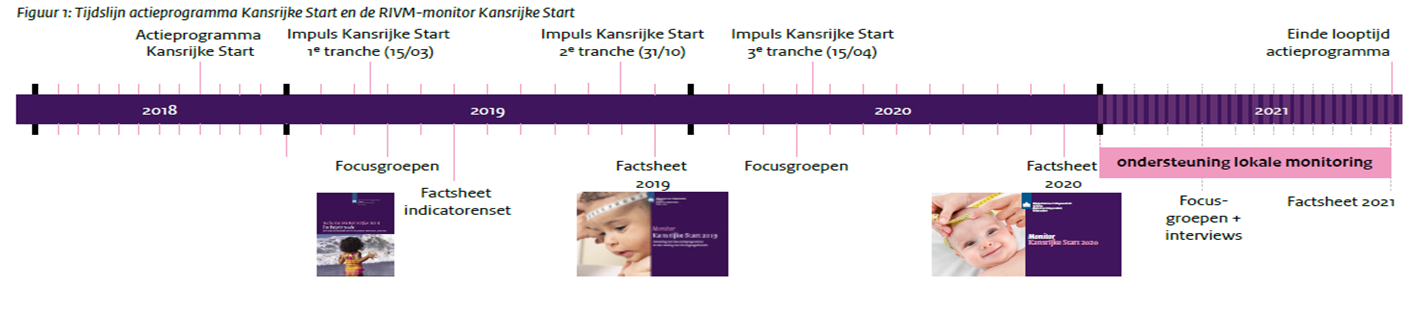 Figuur 1: Tijdslijn actieprogramma Kansrijke Start en de RIVM-monitor Kansrijke Start
Actieprogramma
Kansrijke Start
Impuls Kansrijke Start
1e tranche (15/03)
Impuls Kansrijke Start
2e tranche (31/10)
Impuls Kansrijke Start
3e tranche (15/04)
Einde looptijd
actieprogramma
2018
2019
2020
2021
Focusgroepen
Factsheet
indicatorenset
Factsheet
2019
Focusgroepen
Factsheet
2020
ondersteuning lokale monitoring
Focus-
groepen +
interviews
Factsheet 2021
Monitor
Kansrijke Start 2019
Monitor
Kansrijke Start 2020